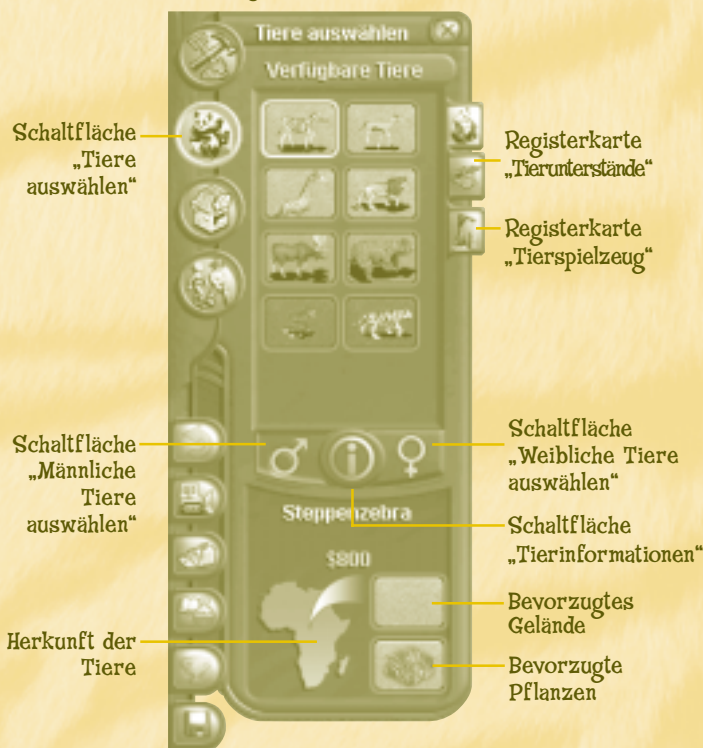 Tiere auswählen
Verfügbare Tiere
Schaltfläche
„Tiere
auswählen“
Registerkarte
„Tierunterstände“
Registerkarte
„Tierspielzeug“
Schaltfläche
„Männliche
Tiere
auswählen“
Schaltfläche
„Weibliche Tiere
auswählen“
Steppenzebra
Schaltfläche
„Tierinformationen“
$800
Bevorzugtes
Gelände
Herkunft der
Tiere
Bevorzugte
Pflanzen